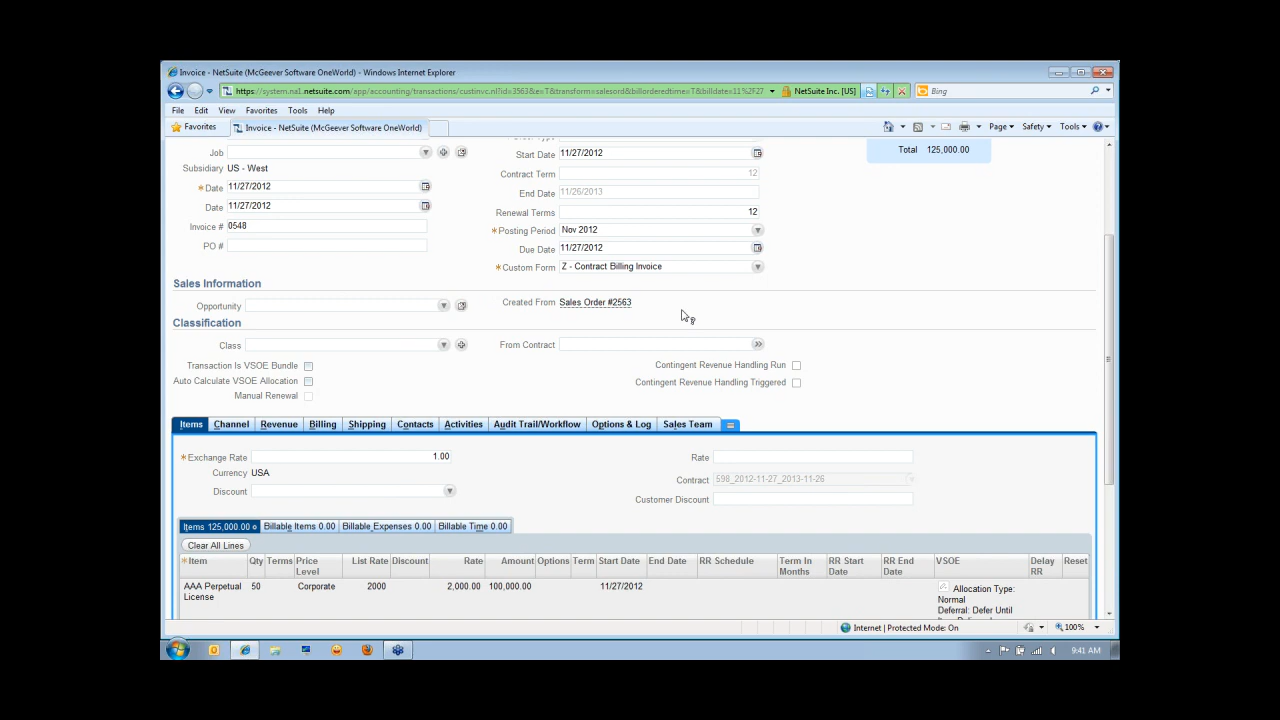 Invoice - NetSuite (McGeever Software OneWorld) - Windows Internet Explorer
https://system.na1.netsuite.com/app/accounting/transactions/custinvc.nl?id=3563&e=T&transform=salesord&billorderedtime=T&billdate=11%2F27 NetSuite Inc. [US] Bing
File Edit View Favorites Tools Help
Favorites Invoice - NetSuite (McGeever Software OneWorld) Page Safety Tools
Job Start Date 11/27/2012 Total 125,000.00
Subsidiary US - West Contract Term 12
Date 11/27/2012 End Date 11/26/2013
Date 11/27/2012 Renewal Terms 12
Invoice # 0548 Posting Period Nov 2012
PO # Due Date 11/27/2012
Custom Form Z - Contract Billing Invoice
Sales Information
Opportunity Created From Sales Order #2563
Classification
Class From Contract
Transaction Is VSOE Bundle Contingent Revenue Handling Run
Auto Calculate VSOE Allocation Contingent Revenue Handling Triggered
Manual Renewal
Items Channel Revenue Billing Shipping Contacts Activities Audit Trail/Workflow Options & Log Sales Team
Exchange Rate 1.00 Rate
Currency USA Contract 598_2012-11-27_2013-11-26
Discount Customer Discount
Items 125,000.00 Billable Items 0.00 Billable Expenses 0.00 Billable Time 0.00
Clear All Lines
Item Qty Terms Price Level List Rate Discount Rate Amount Options Term Start Date End Date RR Schedule Term In Months RR Start Date RR End Date VSOE Delay RR Reset
AAA Perpetual License 50 Corporate 2000 2,000.00 100,000.00 11/27/2012 Allocation Type: Normal
Deferral: Defer Until
Internet | Protected Mode: On 100%
9:41 AM